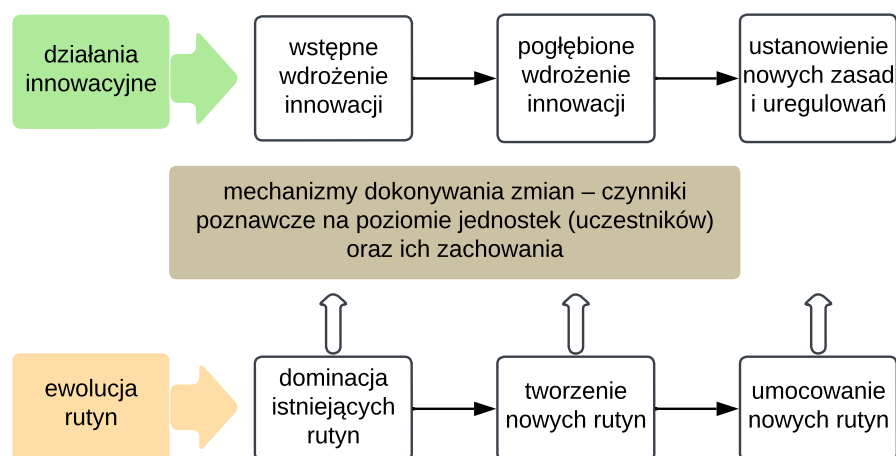 działania
innowacyjne
wstępne
wdrożenie
innowacji
pogłębione
wdrożenie
innowacji
ustanowienie
nowych zasad
i uregulowań
mechanizmy dokonywania zmian – czynniki
poznawcze na poziomie jednostek (uczestników)
oraz ich zachowania
ewolucja
rutyn
dominacja
istniejących
rutyn
tworzenie
nowych rutyn
umocowanie
nowych rutyn